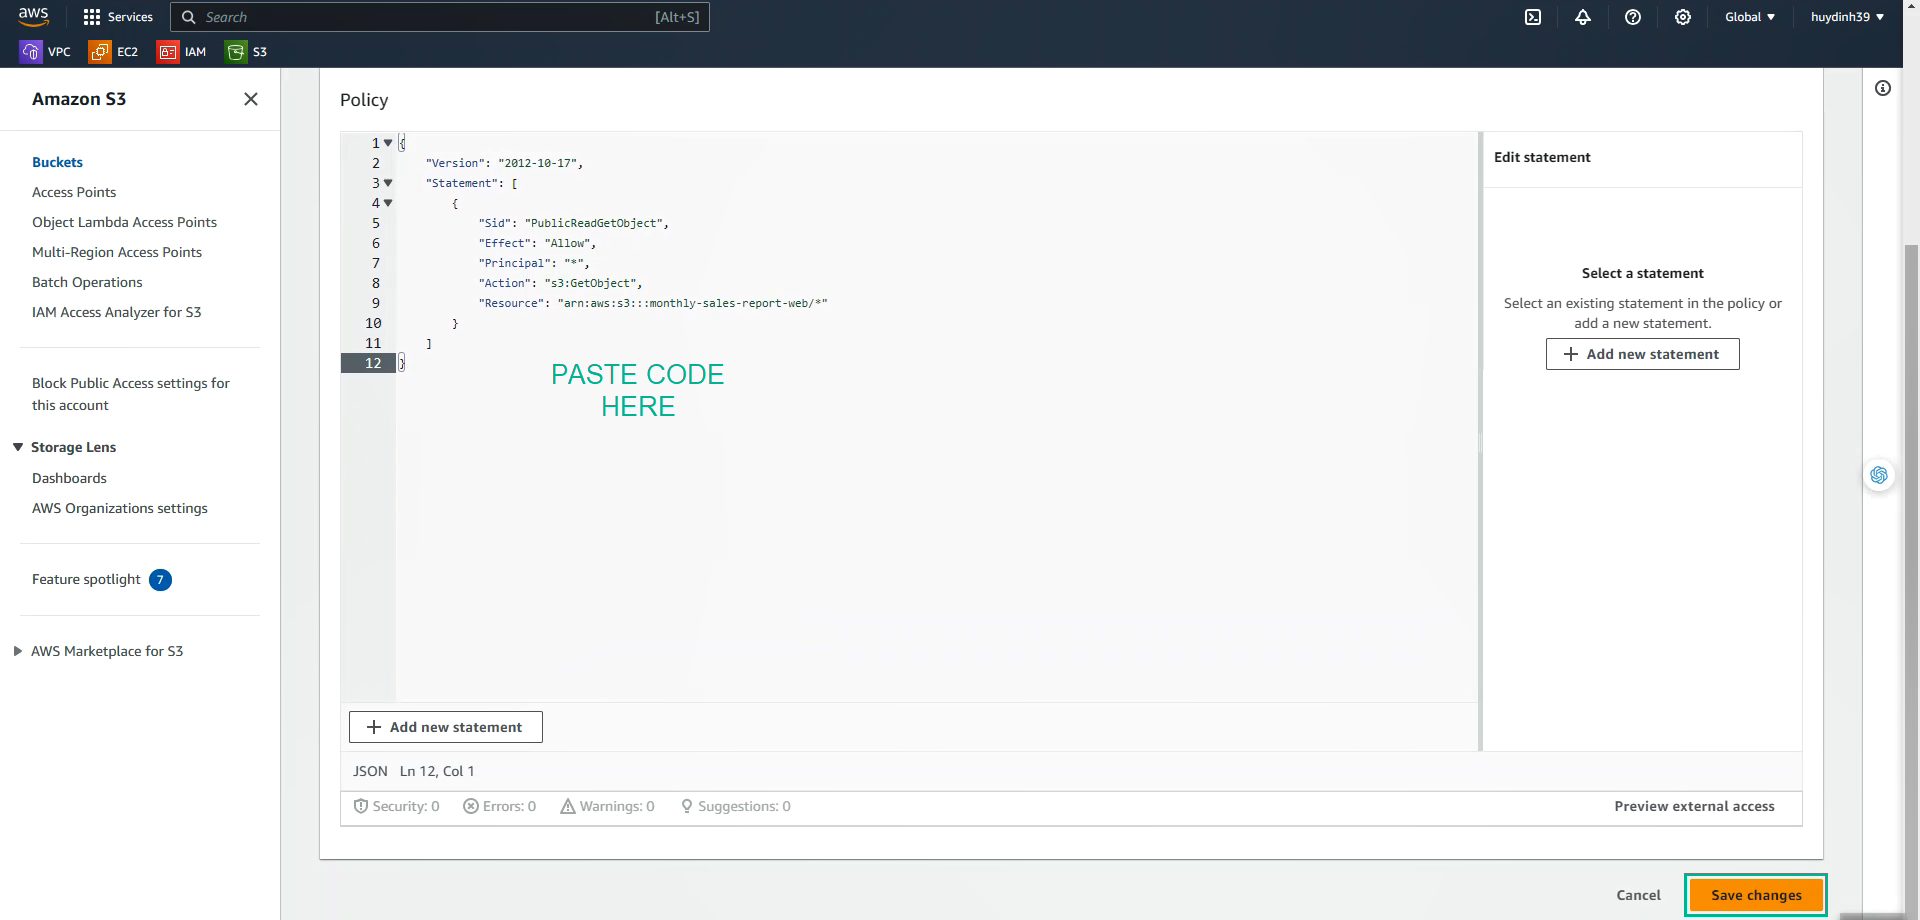 aws Services Search [Alt+S] Global huydinh39
VPC EC2 IAM S3
Amazon S3
Buckets
Access Points
Object Lambda Access Points
Multi-Region Access Points
Batch Operations
IAM Access Analyzer for S3
Block Public Access settings for
this account
Storage Lens
Dashboards
AWS Organizations settings
Feature spotlight 7
AWS Marketplace for S3
Policy
1 {
2 "Version": "2012-10-17",
3 "Statement": [
4 {
5 "Sid": "PublicReadGetObject",
6 "Effect": "Allow",
7 "Principal": "*",
8 "Action": "s3:GetObject",
9 "Resource": "arn:aws:s3:::monthly-sales-report-web/*"
10 }
11 ]
12 }
PASTE CODE
HERE
+ Add new statement
JSON Ln 12, Col 1
Security: 0 Errors: 0 Warnings: 0 Suggestions: 0
Preview external access
Edit statement
Select a statement
Select an existing statement in the policy or
add a new statement.
+ Add new statement
Cancel Save changes